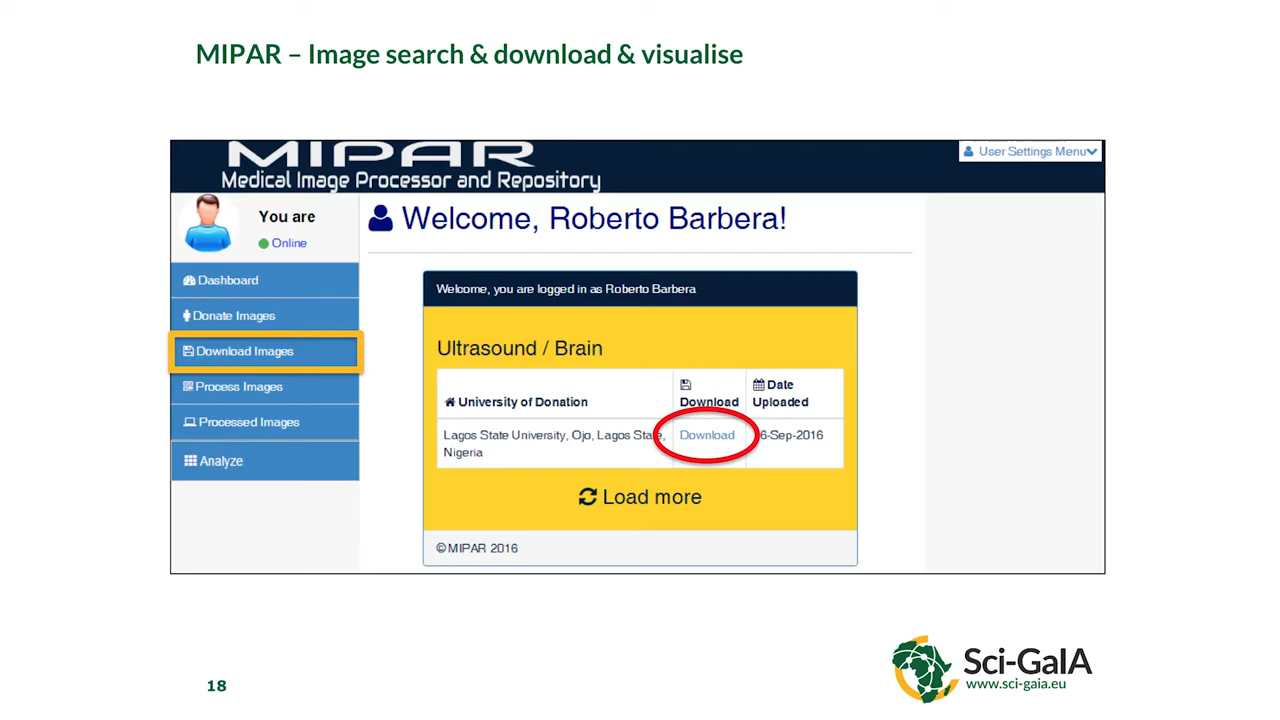 MIPAR – Image search & download & visualise
MIPAR
Medical Image Processor and Repository
User Settings Menu
You are
Online
Welcome, Roberto Barbera!
Dashboard
Donate Images
Download Images
Process Images
Processed Images
Analyze
Welcome, you are logged in as Roberto Barbera
Ultrasound / Brain
University of Donation
Download
Date
Uploaded
Lagos State University, Ojo, Lagos State,
Nigeria
Download
6-Sep-2016
Load more
©MIPAR 2016
18
Sci-GaIA
www.sci-gaia.eu